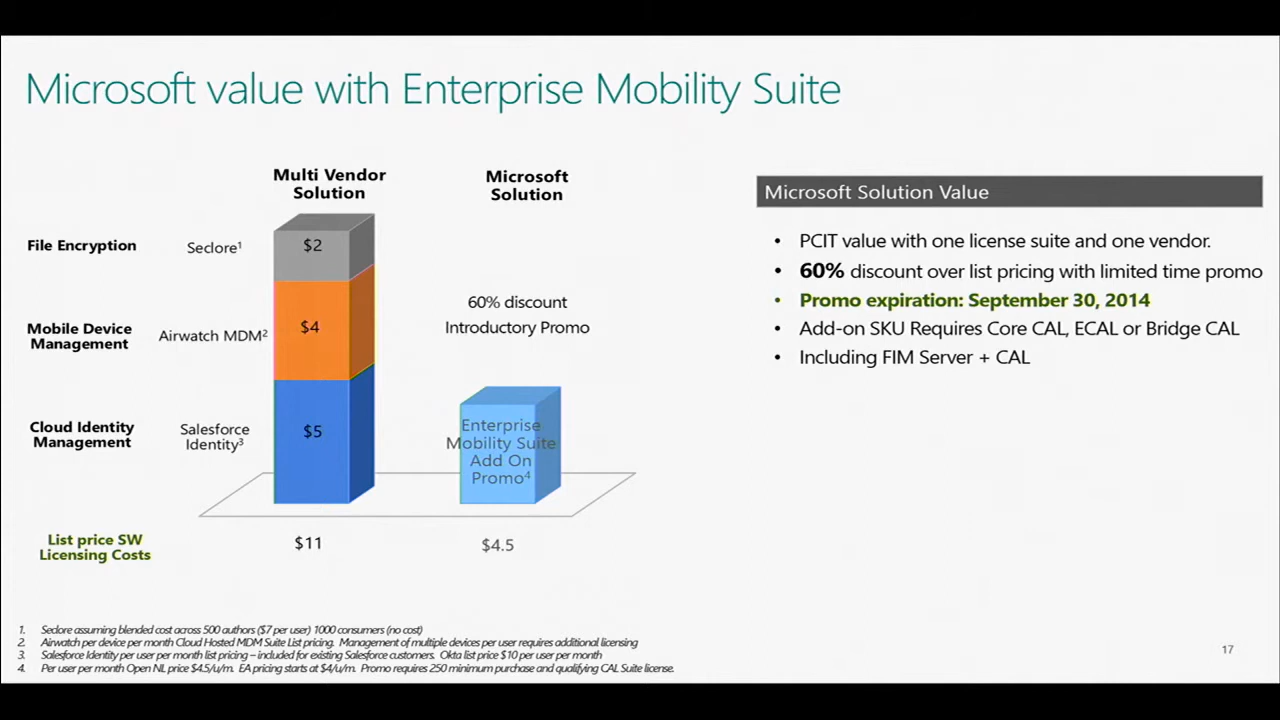 Microsoft value with Enterprise Mobility Suite
Multi Vendor
Solution
Microsoft
Solution
File Encryption
Seclore¹
$2
Mobile Device
Management
Airwatch MDM²
$4
60% discount
Introductory Promo
Cloud Identity
Management
Salesforce
Identity³
$5
Enterprise
Mobility Suite
Add On
Promo⁴
List price SW
Licensing Costs
$11
$4.5
Microsoft Solution Value
• PCIT value with one license suite and one vendor.
• 60% discount over list pricing with limited time promo
• Promo expiration: September 30, 2014
• Add-on SKU Requires Core CAL, ECAL or Bridge CAL
• Including FIM Server + CAL
1. Seclore assuming blended cost across 500 authors ($7 per user) 1000 consumers (no cost)
2. Airwatch per device per month Cloud Hosted MDM Suite List pricing. Management of multiple devices per user requires additional licensing
3. Salesforce Identity per user per month list pricing – included for existing Salesforce customers. Okta list price $10 per user per month
4. Per user per month Open NL price $4.5/u/m. EA pricing starts at $4/u/m. Promo requires 250 minimum purchase and qualifying CAL Suite license.
17